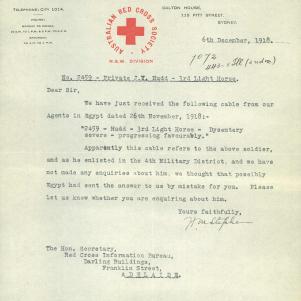 TELEPHONE: CITY 1034.
DALTON HOUSE,
115 PITT STREET,
SYDNEY.
AUSTRALIAN RED CROSS SOCIETY
N.S.W. DIVISION
6th December, 1918.
1072
No. 2459 - Private J.Y. Mudd - 3rd Light Horse.
Dear Sir,
We have just received the following cable from our
Agents in Egypt dated 26th November, 1918:-
"2459 - Mudd - 3rd Light Horse - Dysentery
severe - progressing favourably."
Apparently this cable refers to the above soldier,
and as he enlisted in the 4th Military District, and we have
not made any enquiries about him, we thought that possibly
Egypt had sent the answer to us by mistake for you. Please
let us know whether you are enquiring about him.
Yours faithfully,
The Hon. Secretary,
Red Cross Information Bureau,
Darling Buildings,
Franklin Street,
ADELAIDE.